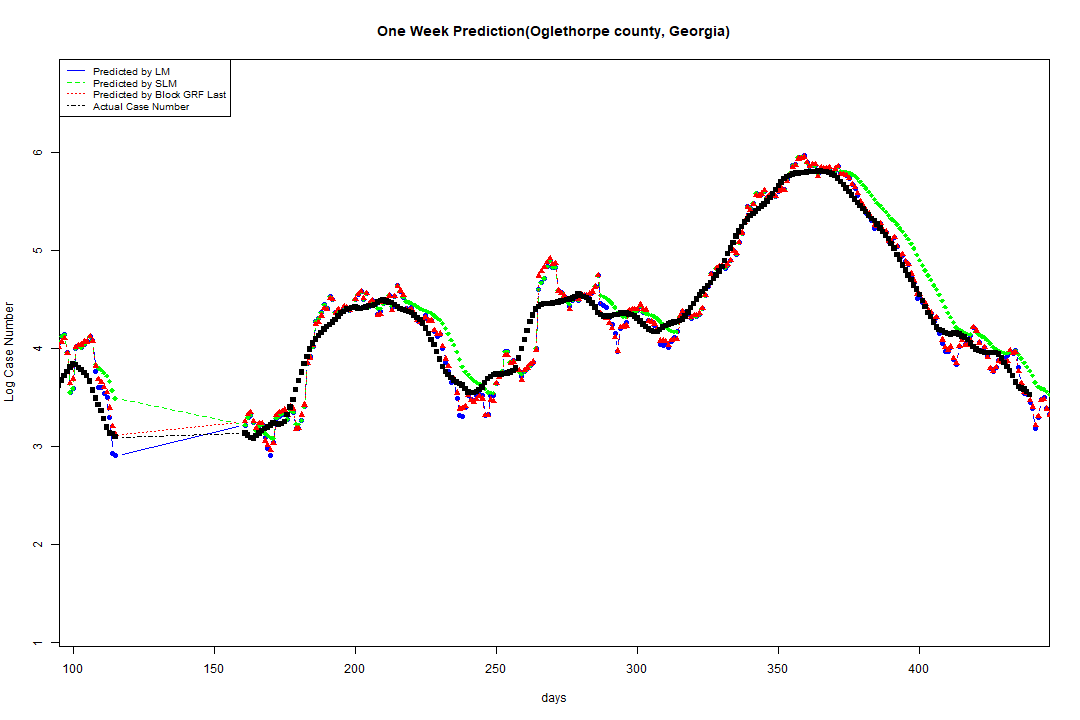 One Week Prediction(Oglethorpe county, Georgia)
Predicted by LM
Predicted by SLM
Predicted by Block GRF Last
Actual Case Number
Log Case Number
6
5
4
3
2
1
100 150 200 250 300 350 400
days